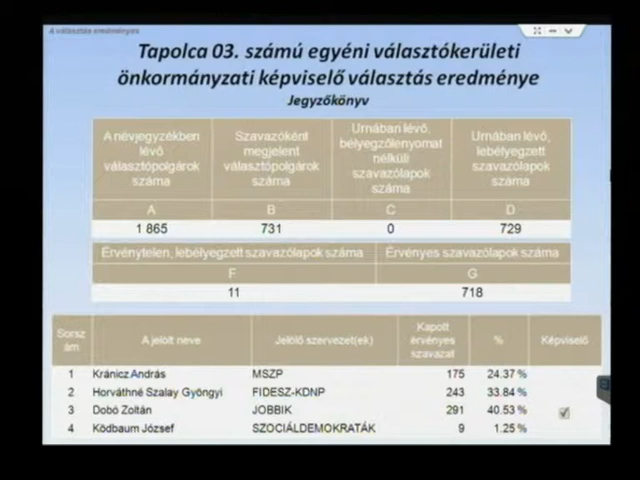 A választás eredményes
Tapolca 03. számú egyéni választókerületi
önkormányzati képviselő választás eredménye
Jegyzőkönyv
A névjegyzékben lévő választópolgárok száma
Szavazóként megjelent választópolgárok száma
Urnában lévő, bélyegzőlenyomat nélküli szavazólapok száma
Urnában lévő, lebélyegzett szavazólapok száma
A B C D
1 865 731 0 729
Érvénytelen, lebélyegzett szavazólapok száma Érvényes szavazólapok száma
F G
11 718
Sorsz ám A jelölt neve Jelölő szervezet(ek) Kapott érvényes szavazat % Képviselő
1 Kránicz András MSZP 175 24.37 %
2 Horváthné Szalay Gyöngyi FIDESZ-KDNP 243 33.84 %
3 Dobó Zoltán JOBBIK 291 40.53 %
4 Ködbaum József SZOCIÁLDEMOKRATÁK 9 1.25 %